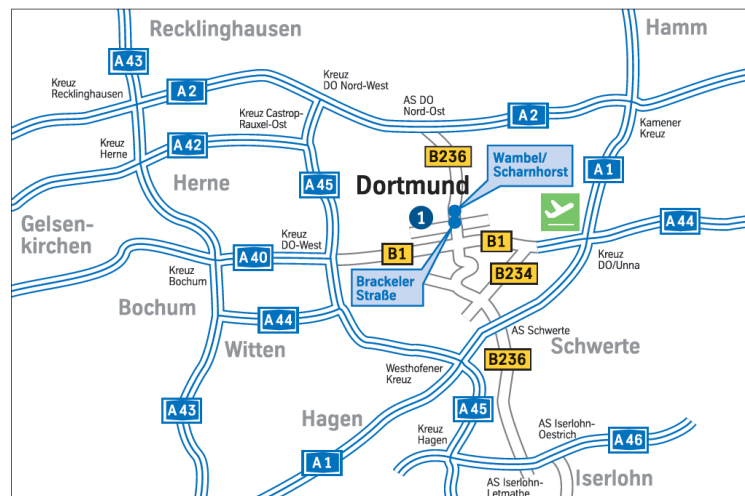 Recklinghausen
Hamm
A 43
Kreuz
DO Nord-West
Kreuz
Recklinghausen
A 2
AS DO
Nord-Ost
A 2
Kreuz Castrop-
Rauxel-Ost
Kamener
Kreuz
Kreuz
Herne
A 42
B236
Wambel/
Scharnhorst
A 1
Herne
A 45
Dortmund
Gelsen-
kirchen
1
A 44
Kreuz
DO-West
B1
B1
A 40
Kreuz
DO/Unna
Kreuz
Bochum
B234
Brackeler
Straße
Bochum
A 44
Witten
AS Schwerte
Schwerte
B236
Westhofener
Kreuz
A 43
Hagen
A 45
AS Iserlohn-
Oestrich
Kreuz
Hagen
A 46
A 1
Iserlohn
AS Iserlohn-
Letmathe